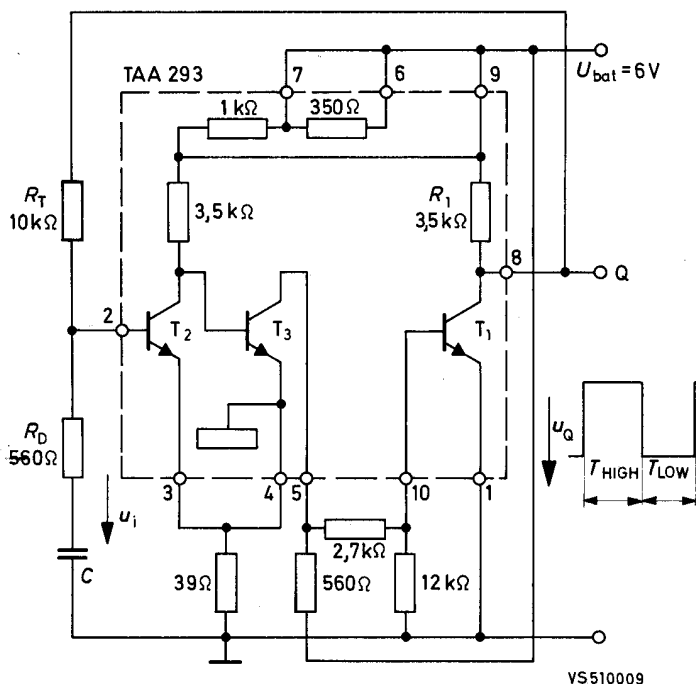 TAA 293
7
6
9
U_bat = 6V
1 kΩ
350 Ω
R_T
10 kΩ
3,5 kΩ
R_1
3,5 kΩ
8
Q
2
T_2
T_3
T_1
R_D
560 Ω
u_Q
T_HIGH
T_LOW
3
4
5
10
1
u_i
C
39 Ω
2,7 kΩ
560 Ω
12 kΩ
VS510009